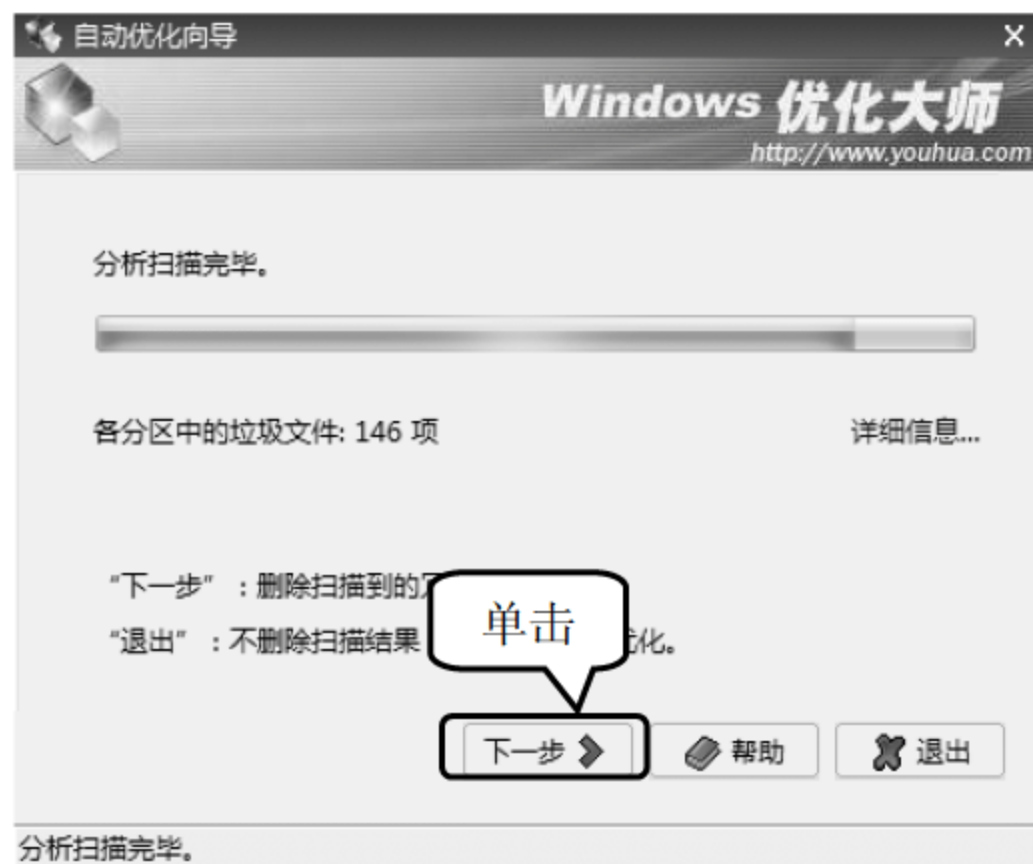 自动优化向导
Windows 优化大师
http://www.youhua.com
分析扫描完毕。
各分区中的垃圾文件: 146 项
详细信息...
“下一步” ：删除扫描到的
“退出” ：不删除扫描结果 优化。
单击
下一步
帮助
退出
分析扫描完毕。